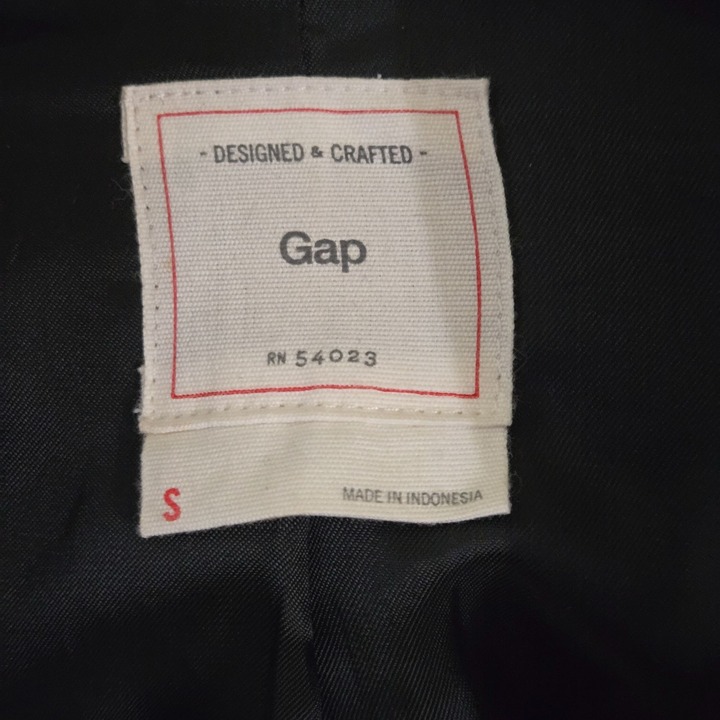 - DESIGNED & CRAFTED -
Gap
RN 54023
S
MADE IN INDONESIA